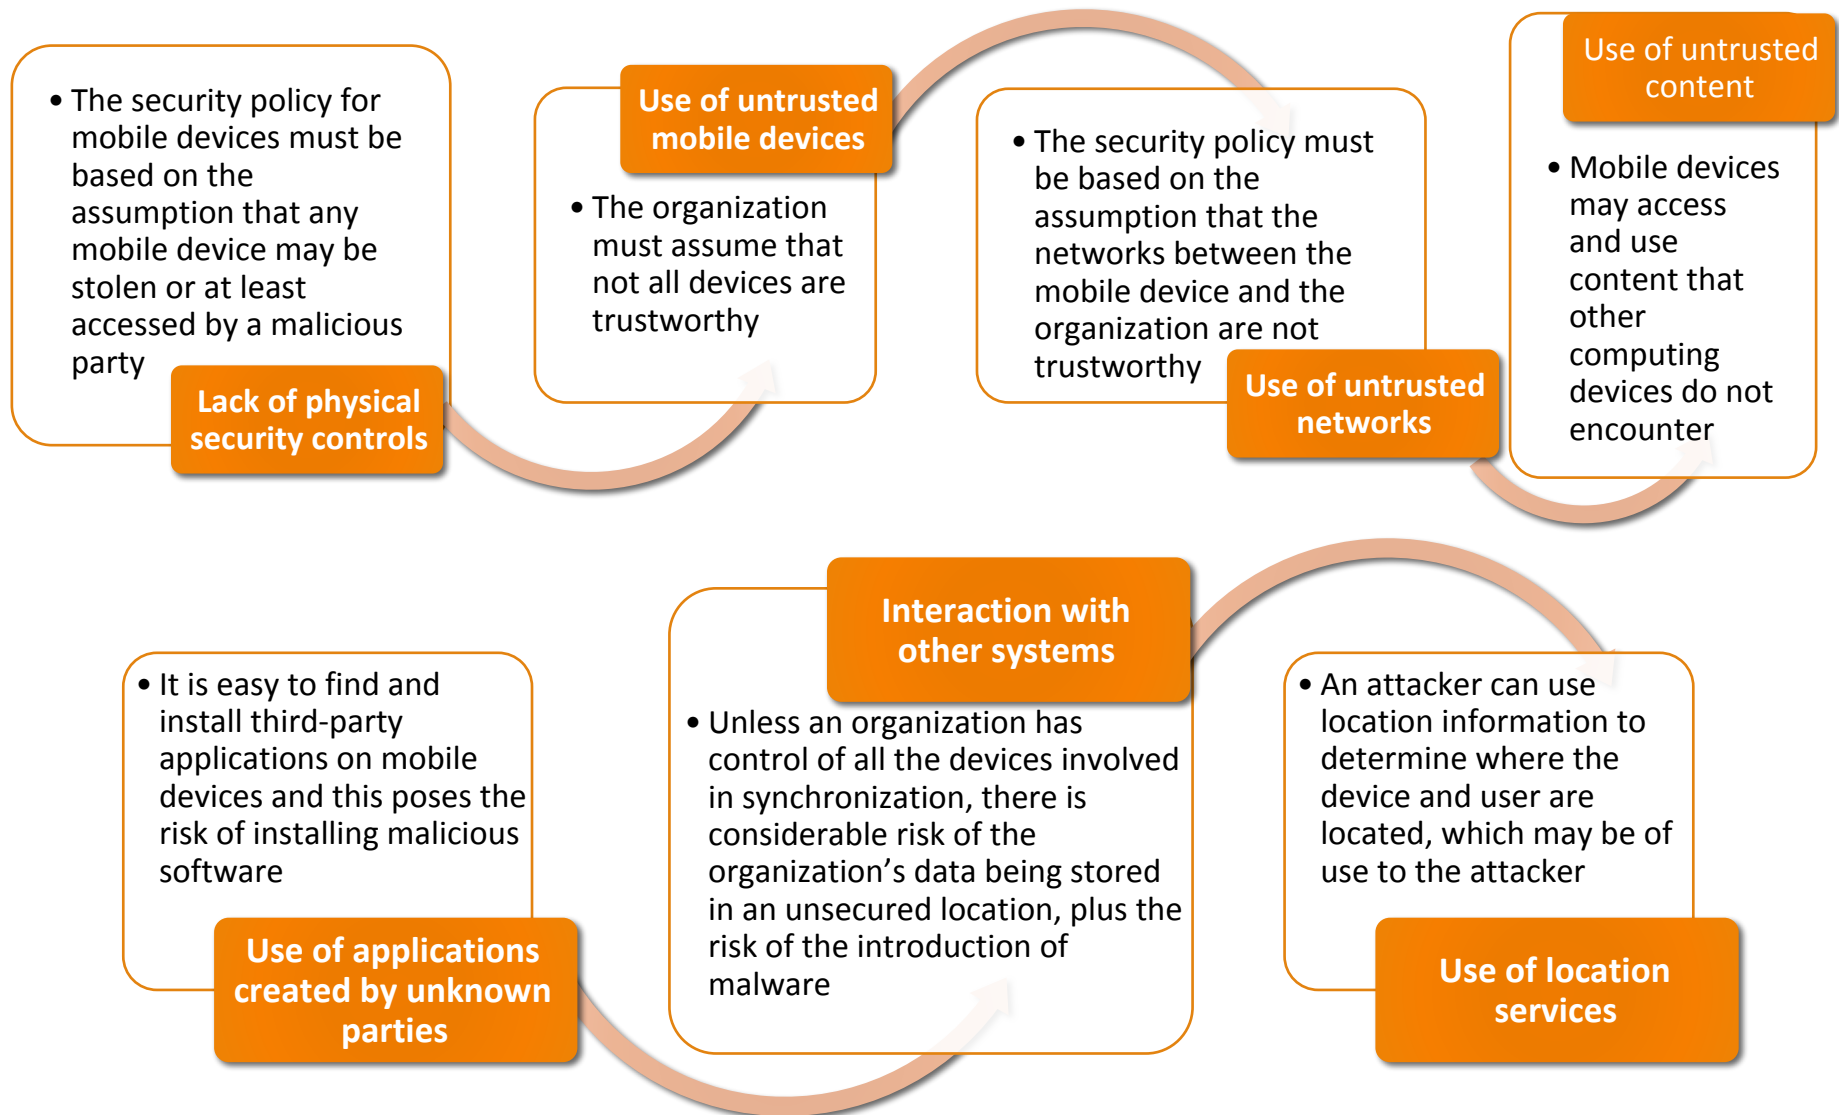 • The security policy for
mobile devices must be
based on the
assumption that any
mobile device may be
stolen or at least
accessed by a malicious
party
Lack of physical
security controls
Use of untrusted
mobile devices
• The organization
must assume that
not all devices are
trustworthy
• The security policy must
be based on the
assumption that the
networks between the
mobile device and the
organization are not
trustworthy
Use of untrusted
networks
Use of untrusted
content
• Mobile devices
may access
and use
content that
other
computing
devices do not
encounter
• It is easy to find and
install third-party
applications on mobile
devices and this poses the
risk of installing malicious
software
Use of applications
created by unknown
parties
Interaction with
other systems
• Unless an organization has
control of all the devices involved
in synchronization, there is
considerable risk of the
organization’s data being stored
in an unsecured location, plus the
risk of the introduction of
malware
• An attacker can use
location information to
determine where the
device and user are
located, which may be of
use to the attacker
Use of location
services